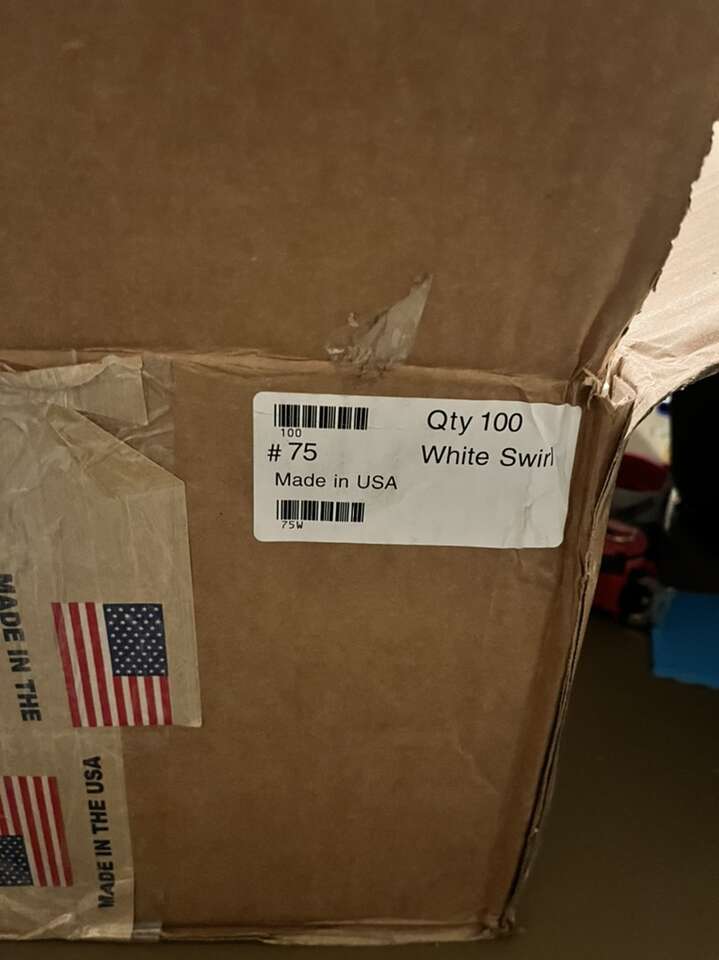 Qty 100
100
# 75
White Swirl
Made in USA
75W
MADE IN THE
MADE IN THE USA